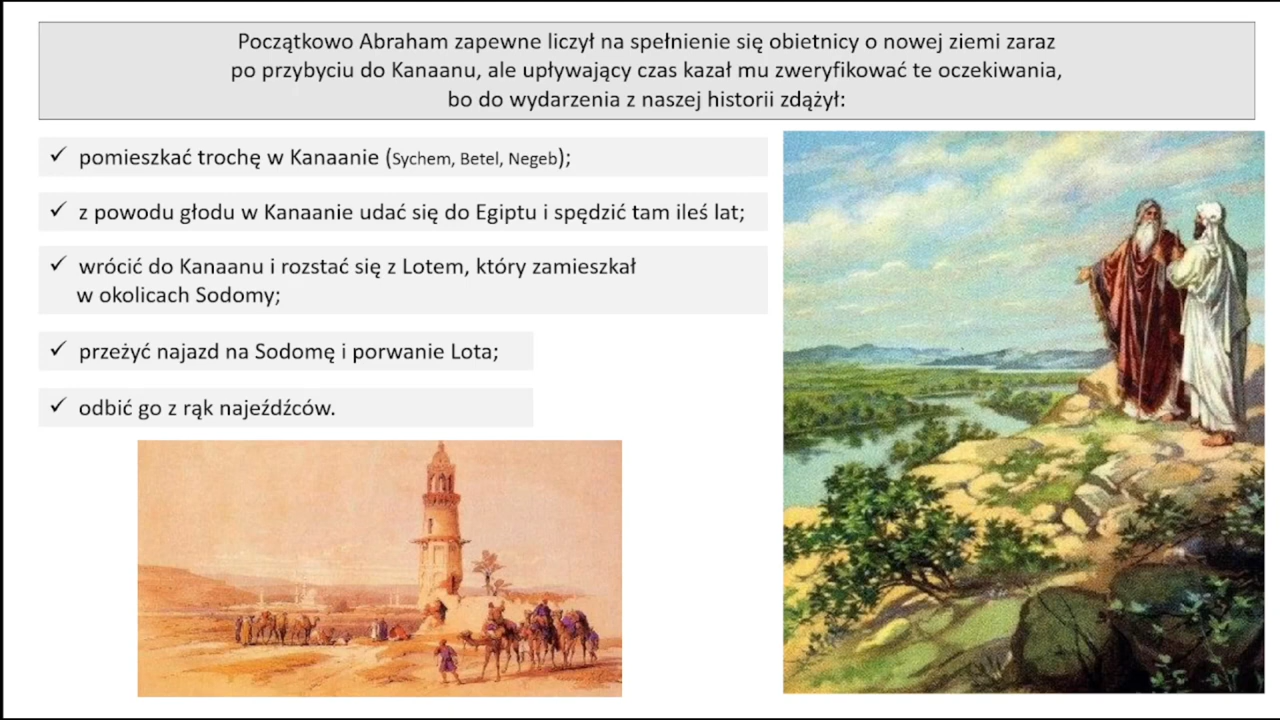 Początkowo Abraham zapewne liczył na spełnienie się obietnicy o nowej ziemi zaraz
po przybyciu do Kanaanu, ale upływający czas kazał mu zweryfikować te oczekiwania,
bo do wydarzenia z naszej historii zdążył:
✓ pomieszkać trochę w Kanaanie (Sychem, Betel, Negeb);
✓ z powodu głodu w Kanaanie udać się do Egiptu i spędzić tam ileś lat;
✓ wrócić do Kanaanu i rozstać się z Lotem, który zamieszkał
w okolicach Sodomy;
✓ przeżyć najazd na Sodomę i porwanie Lota;
✓ odbić go z rąk najeźdźców.